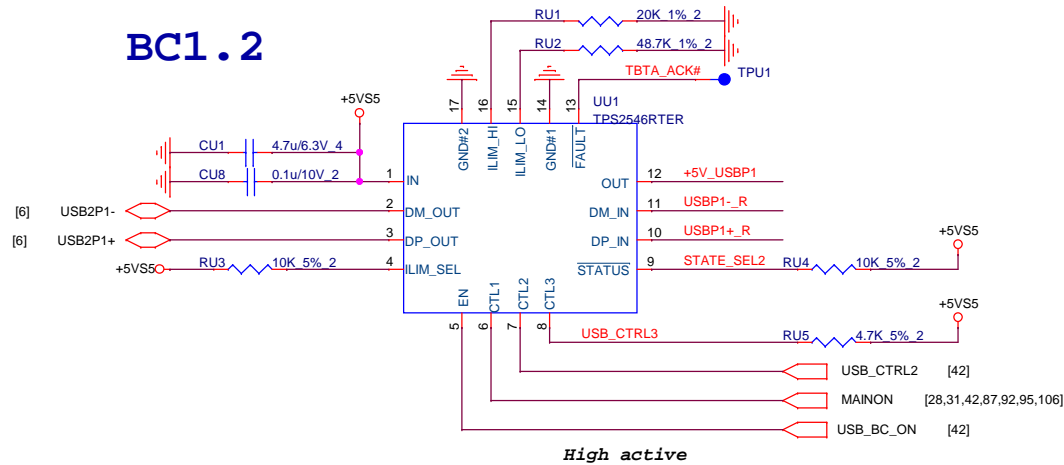 BC1.2
RU1 20K_1%_2
RU2 48.7K_1%_2
TBTA_ACK# TPU1
17 16 15 14 13
UU1
TPS2546RTER
GND#2 ILIM_HI ILIM_LO GND#1 FAULT
+5VS5
CU1 4.7u/6.3V_4
CU8 0.1u/10V_2
1 IN
OUT 12 +5V_USBP1
[6] USB2P1- 2 DM_OUT
DM_IN 11 USBP1-_R
[6] USB2P1+ 3 DP_OUT
DP_IN 10 USBP1+_R
+5VS5 RU3 10K_5%_2 4 ILIM_SEL
STATUS 9 STATE_SEL2 RU4 10K_5%_2 +5VS5
EN CTL1 CTL2 CTL3
5 6 7 8
USB_CTRL3 RU5 4.7K_5%_2 +5VS5
USB_CTRL2 [42]
MAINON [28,31,42,87,92,95,106]
USB_BC_ON [42]
High active